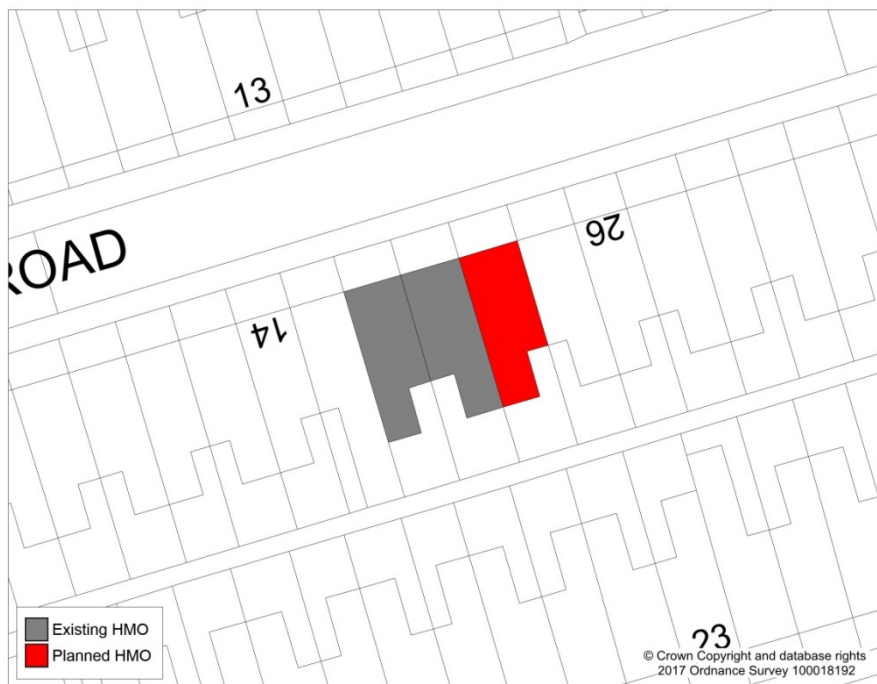 13
ROAD
26
14
23
Existing HMO
Planned HMO
© Crown Copyright and database rights
2017 Ordnance Survey 100018192